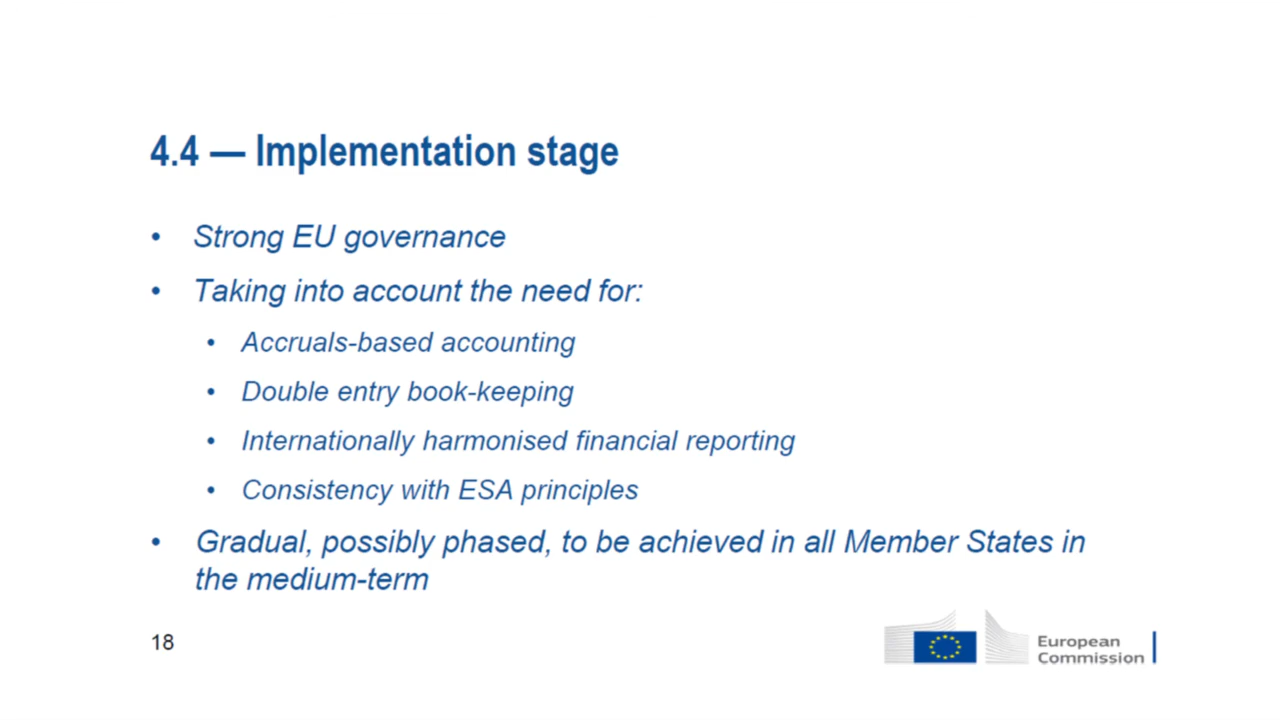 4.4 — Implementation stage
• Strong EU governance
• Taking into account the need for:
• Accruals-based accounting
• Double entry book-keeping
• Internationally harmonised financial reporting
• Consistency with ESA principles
• Gradual, possibly phased, to be achieved in all Member States in
the medium-term
18
European
Commission